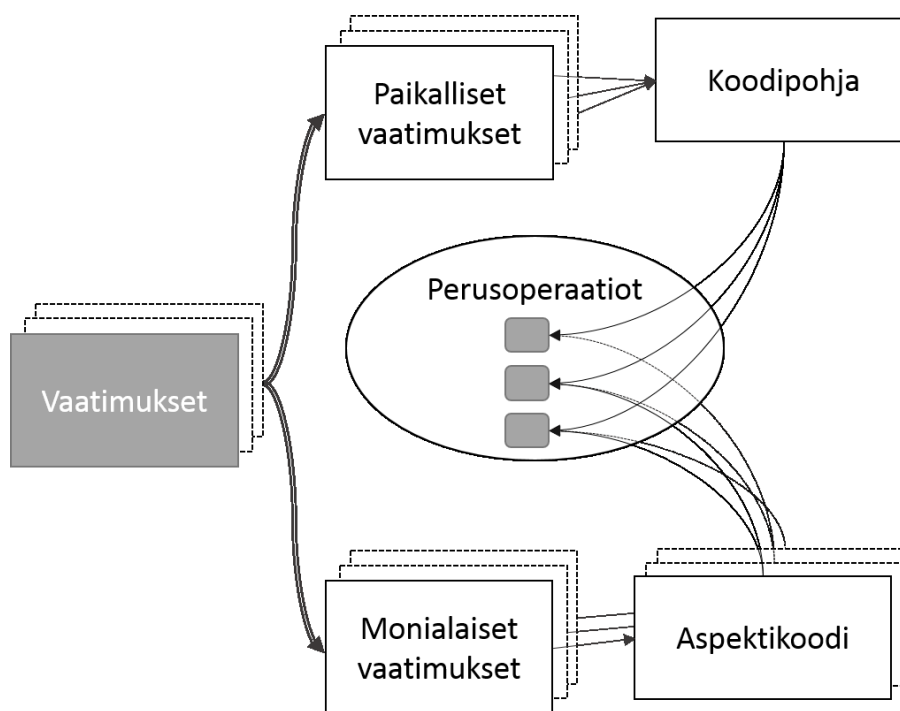 Paikalliset
vaatimukset
Koodipohja
Perusoperaatiot
Vaatimukset
Monialaiset
vaatimukset
Aspektikoodi